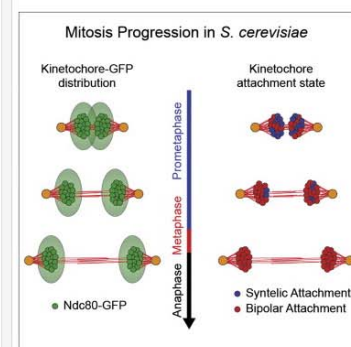 Mitosis Progression in S. cerevisiae
Kinetochore-GFP
distribution
Kinetochore
attachment state
Prometaphase
Metaphase
Anaphase
Ndc80-GFP
Syntelic Attachment
Bipolar Attachment